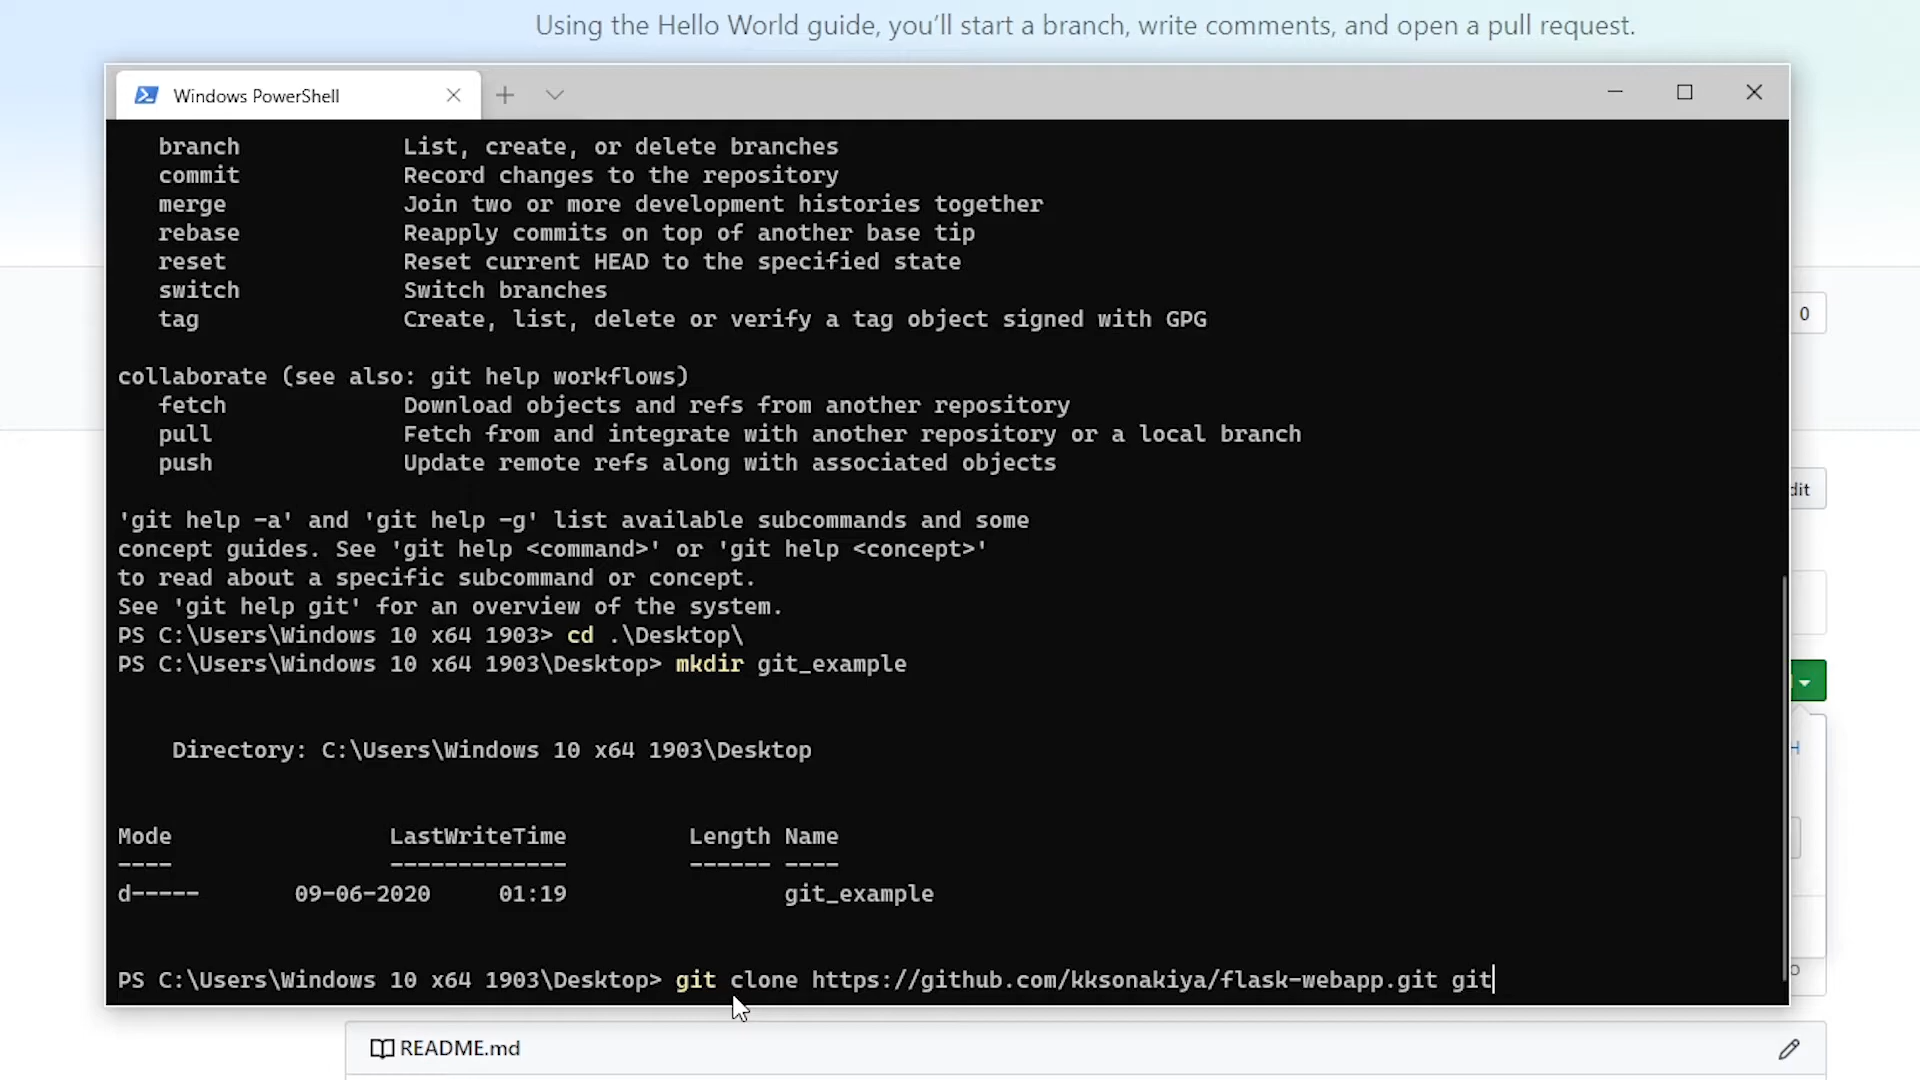 Using the Hello World guide, you’ll start a branch, write comments, and open a pull request.
Windows PowerShell
branch List, create, or delete branches
commit Record changes to the repository
merge Join two or more development histories together
rebase Reapply commits on top of another base tip
reset Reset current HEAD to the specified state
switch Switch branches
tag Create, list, delete or verify a tag object signed with GPG
0
collaborate (see also: git help workflows)
fetch Download objects and refs from another repository
pull Fetch from and integrate with another repository or a local branch
push Update remote refs along with associated objects
dit
'git help -a' and 'git help -g' list available subcommands and some
concept guides. See 'git help <command>' or 'git help <concept>'
to read about a specific subcommand or concept.
See 'git help git' for an overview of the system.
PS C:\Users\Windows 10 x64 1903> cd .\Desktop\
PS C:\Users\Windows 10 x64 1903\Desktop> mkdir git_example
Directory: C:\Users\Windows 10 x64 1903\Desktop
Mode LastWriteTime Length Name
---- ------------- ------ ----
d----- 09-06-2020 01:19 git_example
PS C:\Users\Windows 10 x64 1903\Desktop> git clone https://github.com/kksonakiya/flask-webapp.git git
README.md